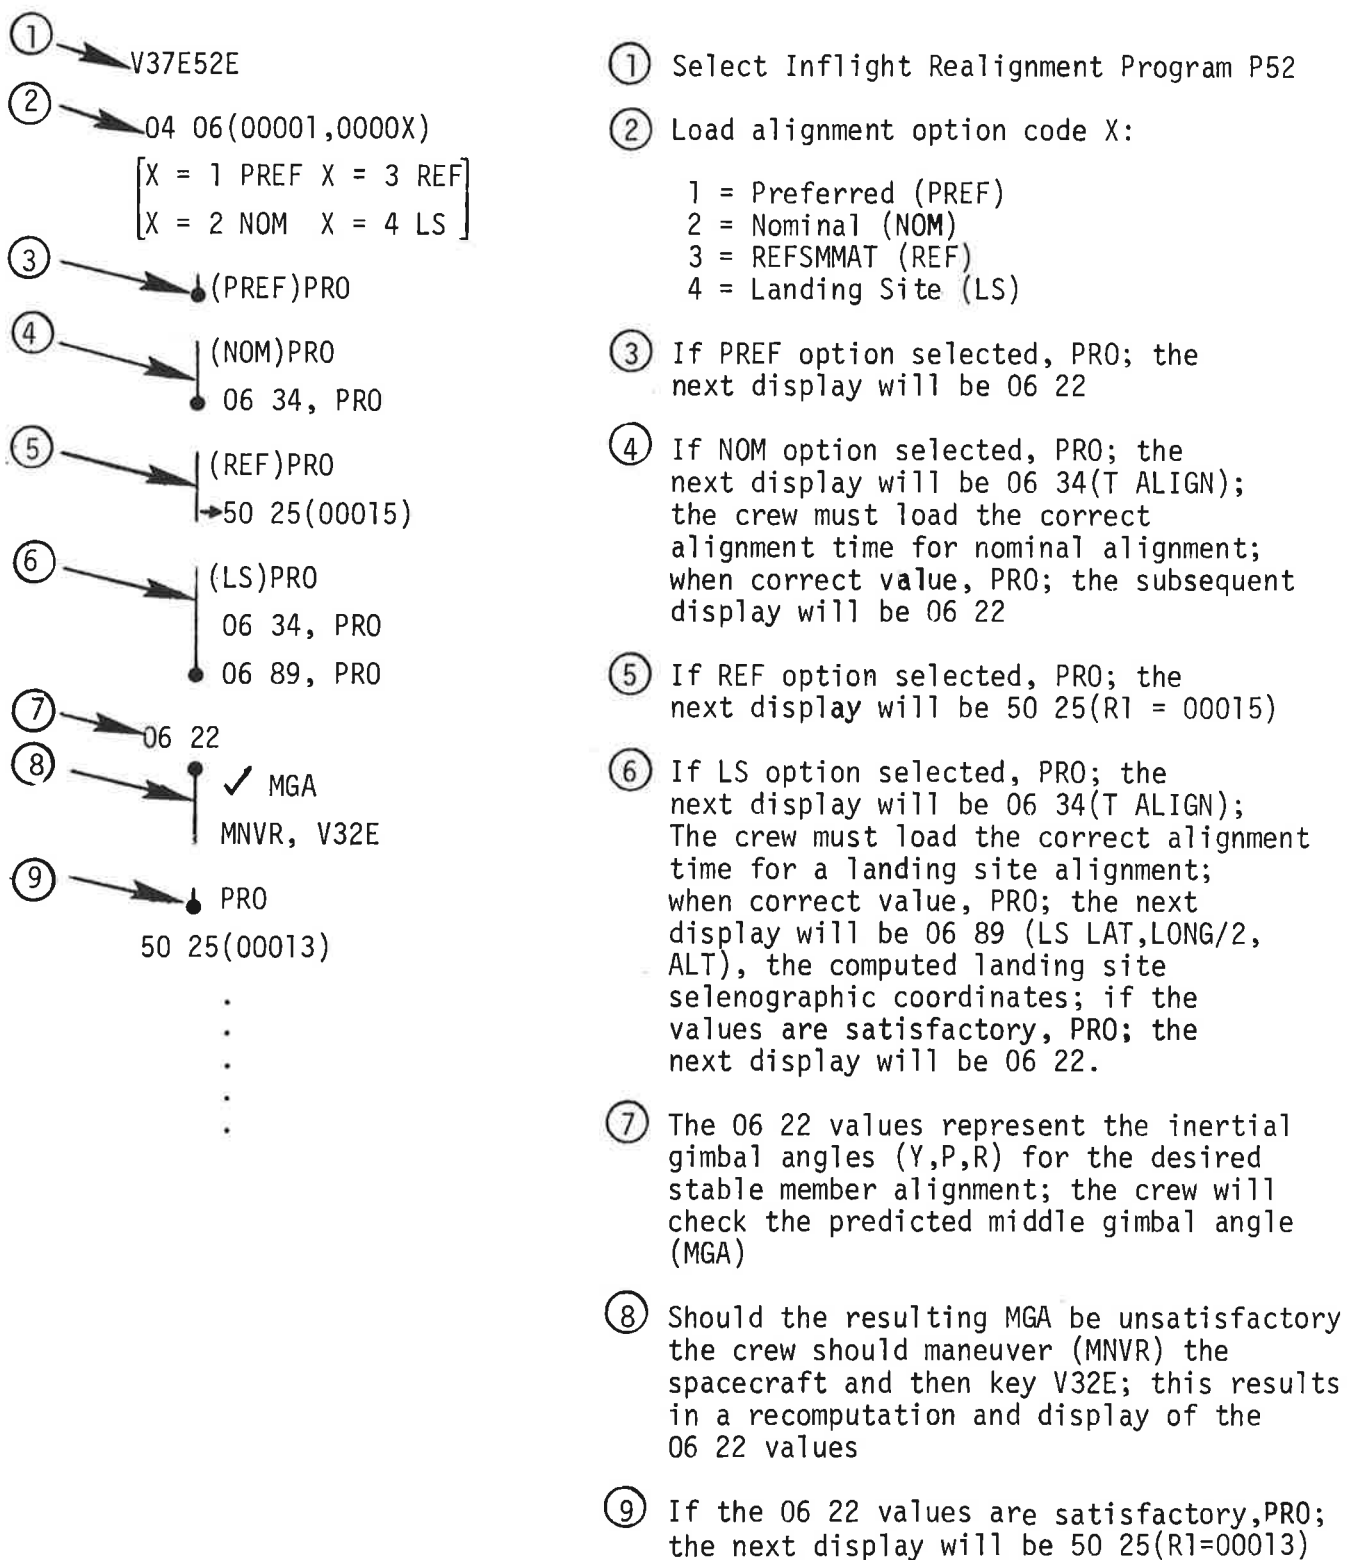 ①
V37E52E
②
04 06(00001,0000X)
X = 1 PREF X = 3 REF
X = 2 NOM X = 4 LS
③
(PREF)PRO
④
(NOM)PRO
06 34, PRO
⑤
(REF)PRO
50 25(00015)
⑥
(LS)PRO
06 34, PRO
06 89, PRO
⑦
06 22
⑧
✓ MGA
MNVR, V32E
⑨
PRO
50 25(00013)
① Select Inflight Realignment Program P52
② Load alignment option code X:
1 = Preferred (PREF)
2 = Nominal (NOM)
3 = REFSMMAT (REF)
4 = Landing Site (LS)
③ If PREF option selected, PRO; the
next display will be 06 22
④ If NOM option selected, PRO; the
next display will be 06 34(T ALIGN);
the crew must load the correct
alignment time for nominal alignment;
when correct value, PRO; the subsequent
display will be 06 22
⑤ If REF option selected, PRO; the
next display will be 50 25(R1 = 00015)
⑥ If LS option selected, PRO; the
next display will be 06 34(T ALIGN);
The crew must load the correct alignment
time for a landing site alignment;
when correct value, PRO; the next
display will be 06 89 (LS LAT,LONG/2,
ALT), the computed landing site
selenographic coordinates; if the
values are satisfactory, PRO; the
next display will be 06 22.
⑦ The 06 22 values represent the inertial
gimbal angles (Y,P,R) for the desired
stable member alignment; the crew will
check the predicted middle gimbal angle
(MGA)
⑧ Should the resulting MGA be unsatisfactory
the crew should maneuver (MNVR) the
spacecraft and then key V32E; this results
in a recomputation and display of the
06 22 values
⑨ If the 06 22 values are satisfactory,PRO;
the next display will be 50 25(R1=00013)